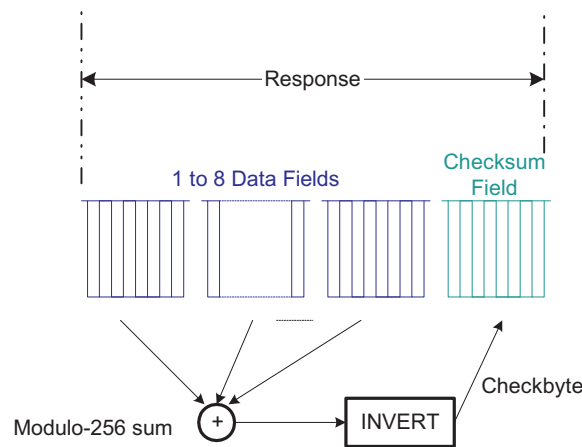 Response
1 to 8 Data Fields
Checksum
Field
Checkbyte
Modulo-256 sum
+
INVERT